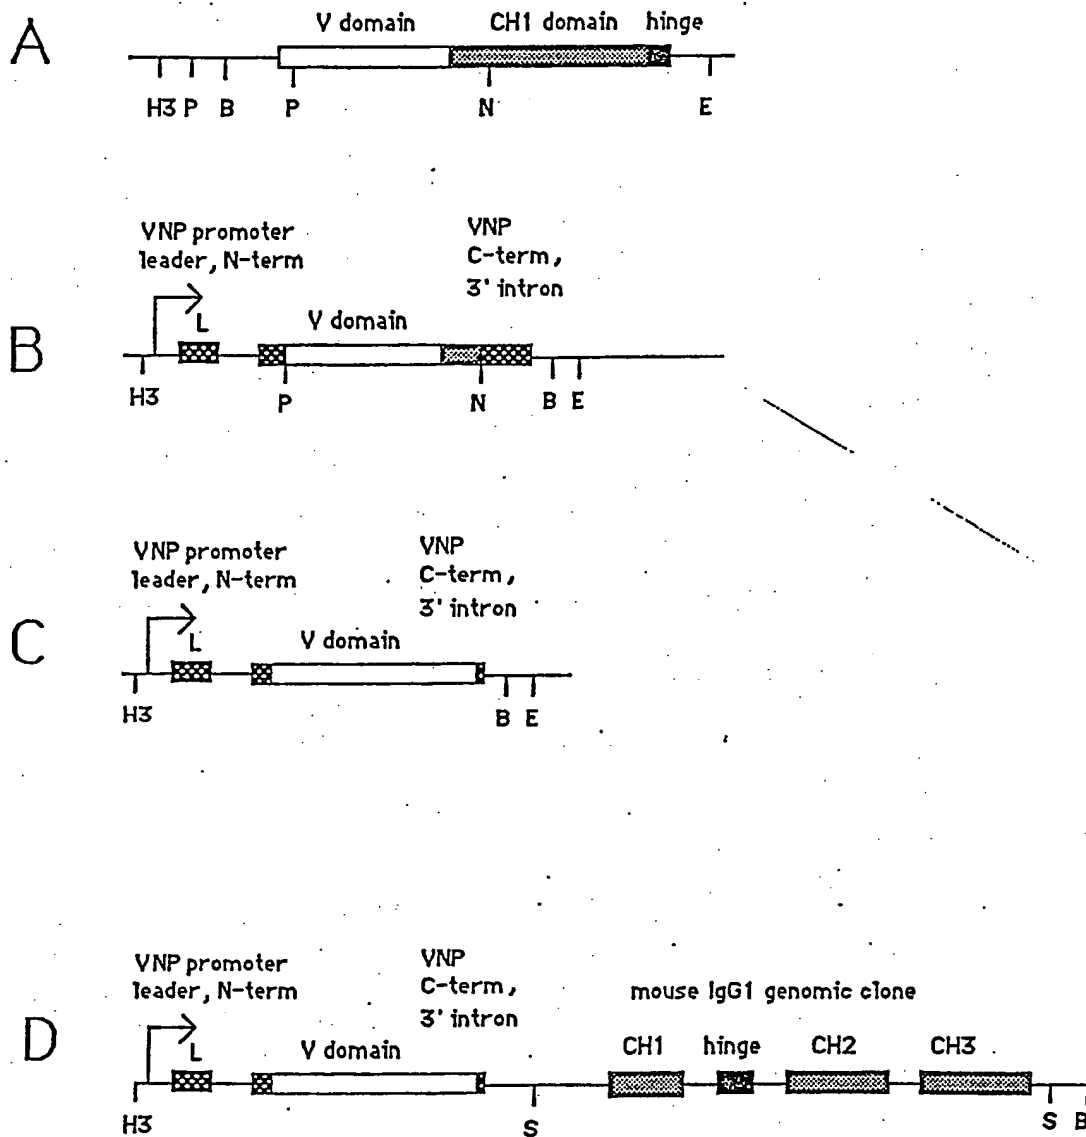 A
V domain CH1 domain hinge
H3 P B P N E
B
VNP promoter
leader, N-term
VNP
C-term,
3' intron
L
V domain
H3 P N B E
C
VNP promoter
leader, N-term
VNP
C-term,
3' intron
L
V domain
H3 B E
D
VNP promoter
leader, N-term
VNP
C-term,
3' intron
mouse IgG1 genomic clone
L
V domain
CH1 hinge CH2 CH3
H3 S S B